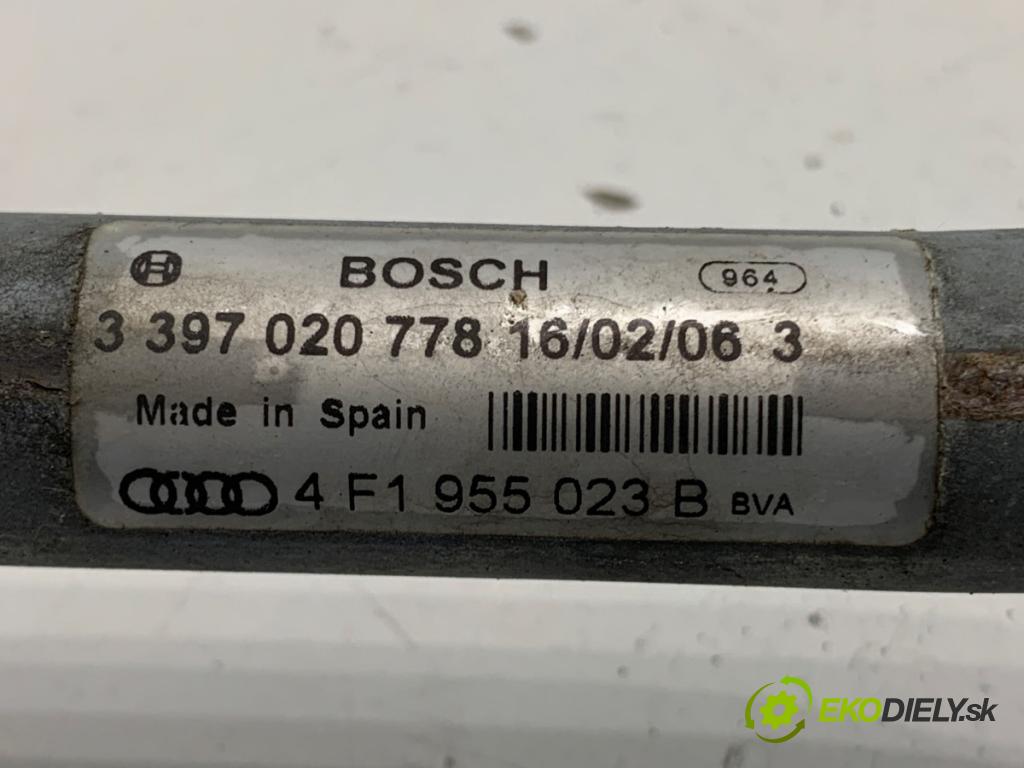 BOSCH 964
3 397 020 778 16/02/06 3
Made in Spain
4 F1 955 023 B BVA
EKODIELY.sk